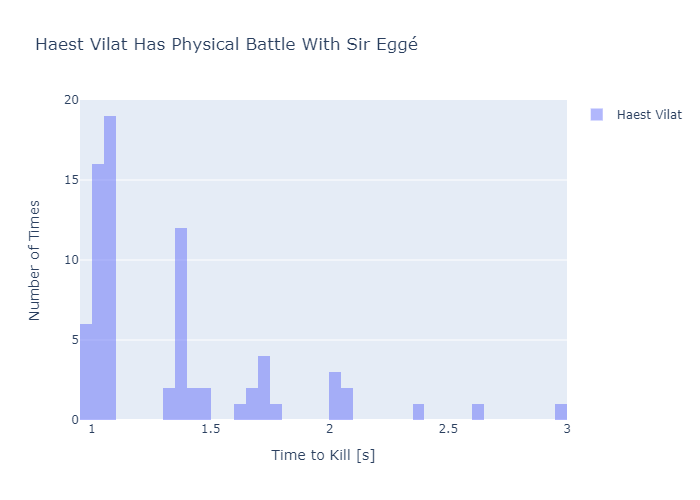 Haest Vilat Has Physical Battle With Sir Eggé
20
15
10
5
0
Number of Times
1
1.5
2
2.5
3
Time to Kill [s]
Haest Vilat